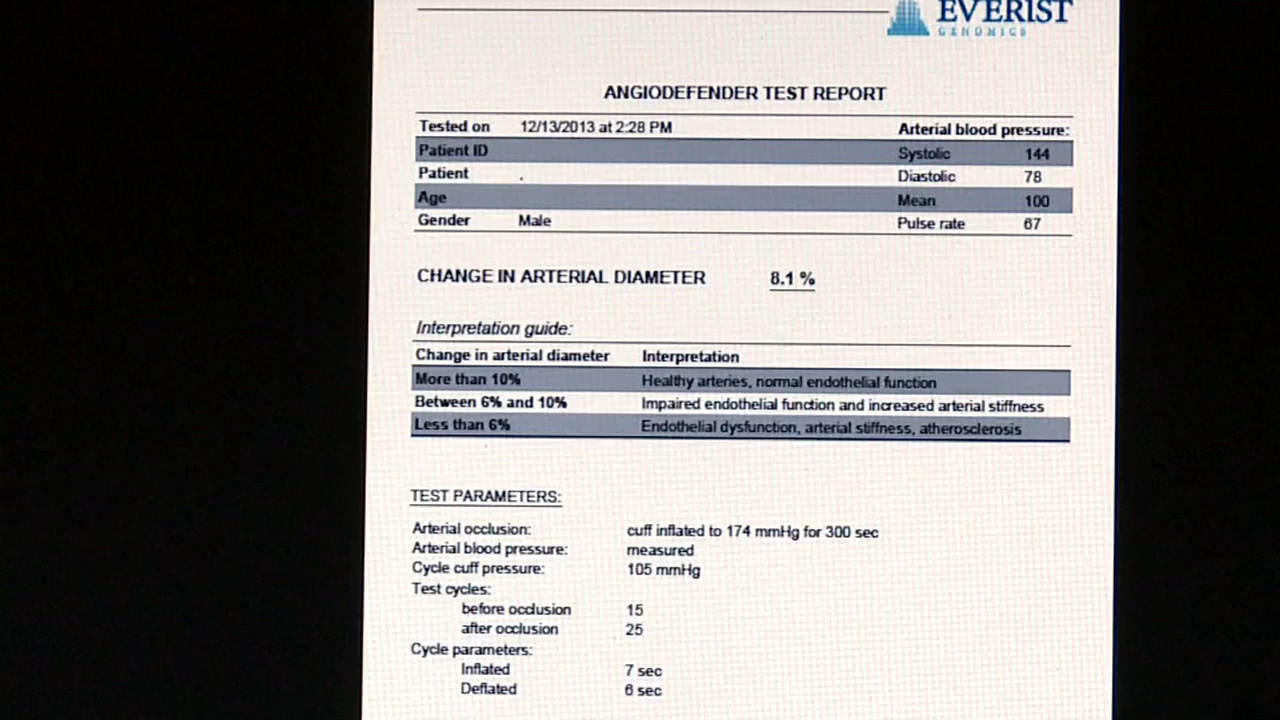 EVERIST
GENOMICS
ANGIODEFENDER TEST REPORT
Tested on 12/13/2013 at 2:28 PM Arterial blood pressure:
Patient ID Systolic 144
Patient . Diastolic 78
Age Mean 100
Gender Male Pulse rate 67
CHANGE IN ARTERIAL DIAMETER 8.1 %
Interpretation guide:
Change in arterial diameter Interpretation
More than 10% Healthy arteries, normal endothelial function
Between 6% and 10% Impaired endothelial function and increased arterial stiffness
Less than 6% Endothelial dysfunction, arterial stiffness, atherosclerosis
TEST PARAMETERS:
Arterial occlusion: cuff inflated to 174 mmHg for 300 sec
Arterial blood pressure: measured
Cycle cuff pressure: 105 mmHg
Test cycles:
before occlusion 15
after occlusion 25
Cycle parameters:
Inflated 7 sec
Deflated 6 sec